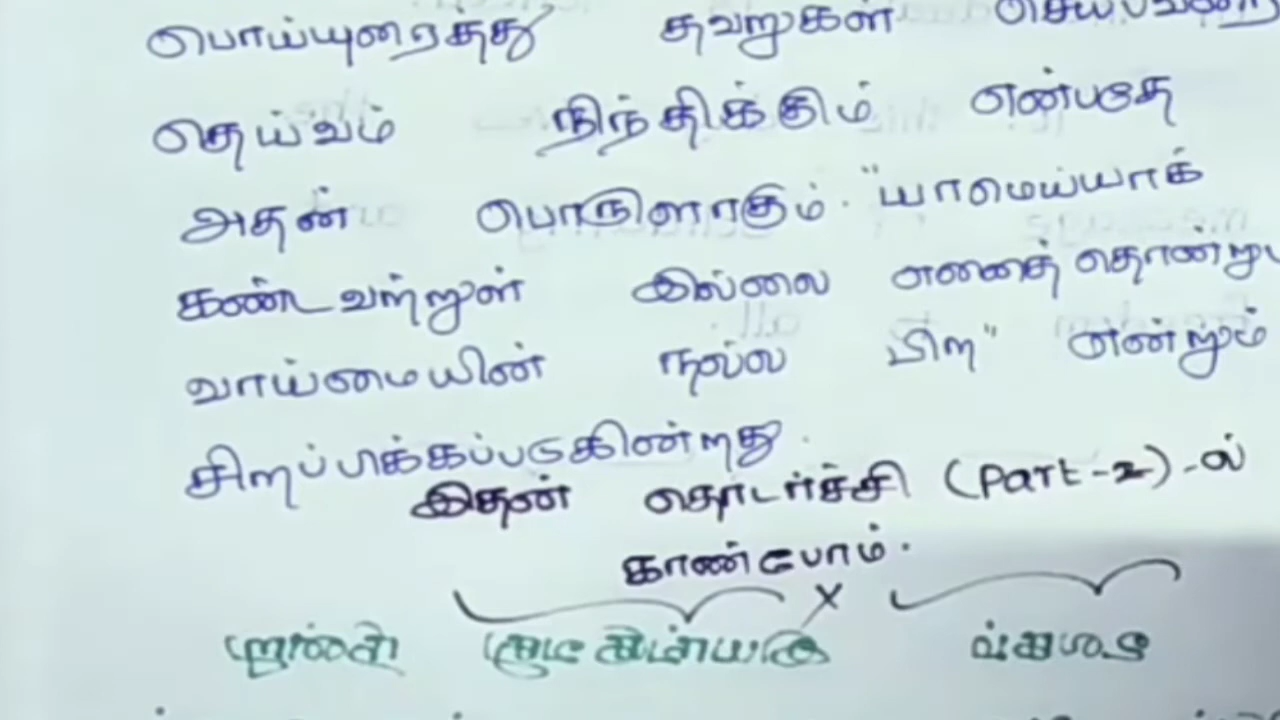 பொய்யுரைத்து தவறுகள்
தெய்வம் நிந்திக்கும் என்பதே
அதன் பொருளாகும். "யாமெய்யாக்
கண்டவற்றுள் இல்லை எனைத்தொன்றும்
வாய்மையின் நல்ல பிற" என்றும்
சிறப்பிக்கப்படுகின்றது.
இதன் தொடர்ச்சி (Part-2)-ல்
காண்போம்.
x